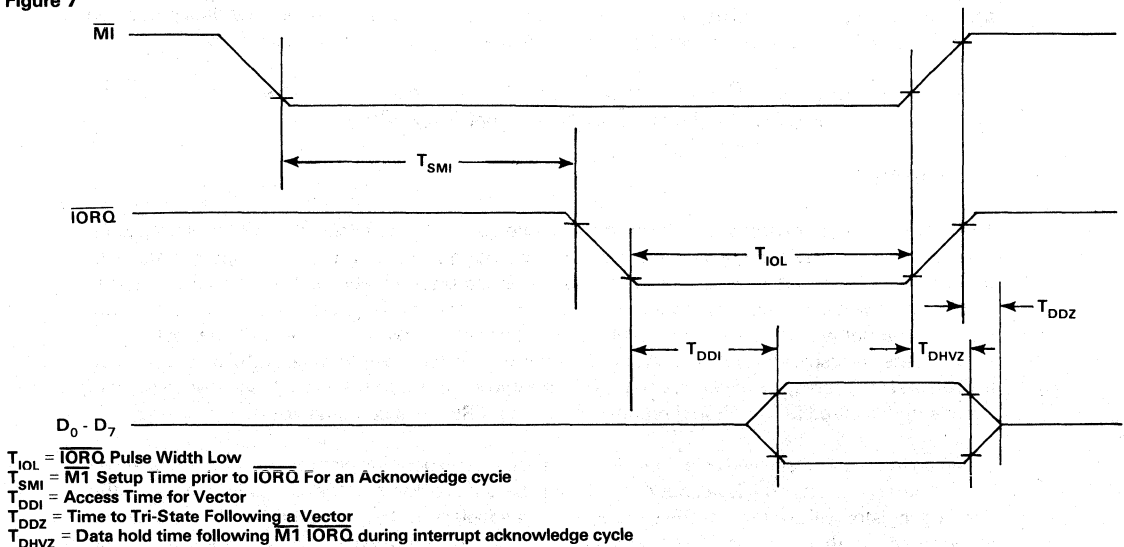 Figure 7
MI
T_SMI
IORQ
T_IOL
T_DDZ
T_DDI
T_DHVZ
D_0 - D_7
T_IOL = IORQ Pulse Width Low
T_SMI = M1 Setup Time prior to IORQ For an Acknowledge cycle
T_DDI = Access Time for Vector
T_DDZ = Time to Tri-State Following a Vector
T_DHVZ = Data hold time following M1 IORQ during interrupt acknowledge cycle